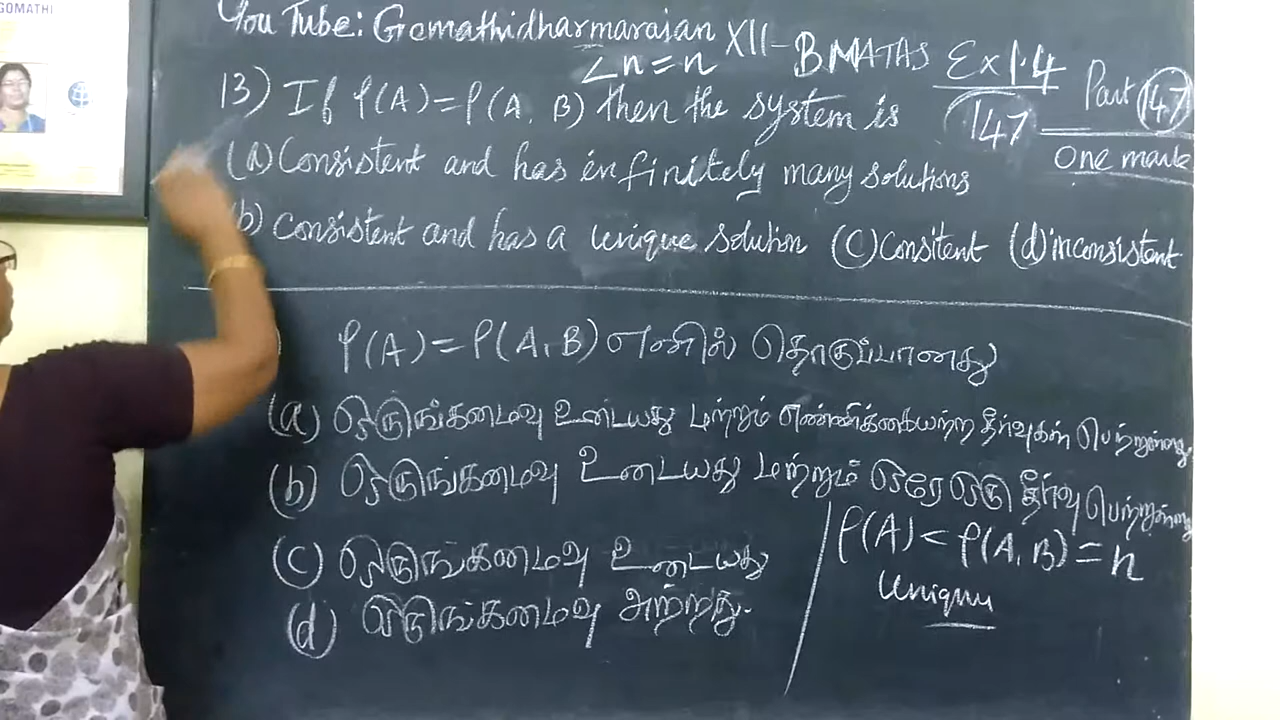 GOMATHI
You Tube: Gomathidharmarajan XII- BMATAS Ex 1.4 Part 147
∠n=n
13) If ρ(A)=ρ(A, B) then the system is 147 One mark
(a) Consistent and has infinitely many solutions
(b) consistent and has a unique solution (c) Consitent (d) inconsistent.
ρ(A)=ρ(A, B) எனில் தொகுப்பானது
(a) ஒருங்கமைவு உடையது மற்றும் எண்ணிக்கையற்ற தீர்வுகள் பெற்றுள்ளது
(b) ஒருங்கமைவு உடையது மற்றும் ஒரே ஒரு தீர்வு பெற்றுள்ளது
ρ(A) < ρ(A, B) = n
(c) ஒருங்கமைவு உடையது
(d) ஒருங்கமைவு அற்றது.